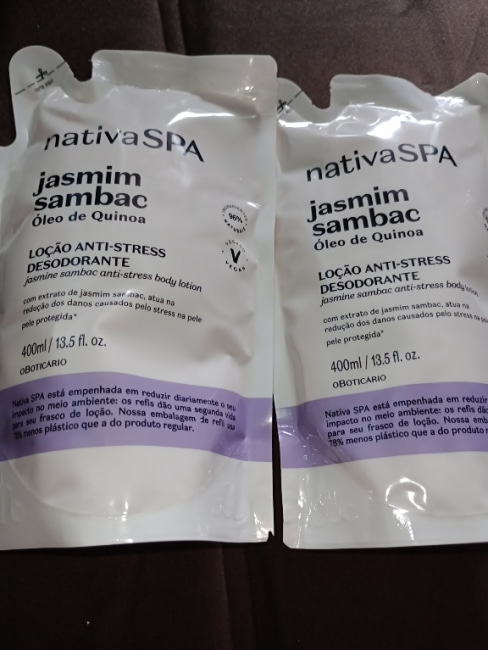 nativaSPA
jasmim
sambac
Óleo de Quinoa
96%
VEGAN
LOÇÃO ANTI-STRESS
DESODORANTE
jasmine sambac anti-stress body lotion
com extrato de jasmim sambac, atua na
redução dos danos causados pelo stress na pele
pele protegida*
400ml / 13.5 fl. oz.
oBOTICÁRIO
Nativa SPA está empenhada em reduzir diariamente o seu
impacto no meio ambiente: os refis dão uma segunda vida
para seu frasco de loção. Nossa embalagem de refil usa
78% menos plástico que a do produto regular.
nativaSPA
jasmim
sambac
Óleo de Quinoa
LOÇÃO ANTI-STRESS
DESODORANTE
jasmine sambac anti-stress body lotion
com extrato de jasmim sambac, atua na
redução dos danos causados pelo stress na
pele protegida*
400ml / 13.5 fl. oz.
oBOTICÁRIO
Nativa SPA está empenhada em reduzir
impacto no meio ambiente: os refis dão
para seu frasco de loção. Nossa emb
78% menos plástico que a do produto r